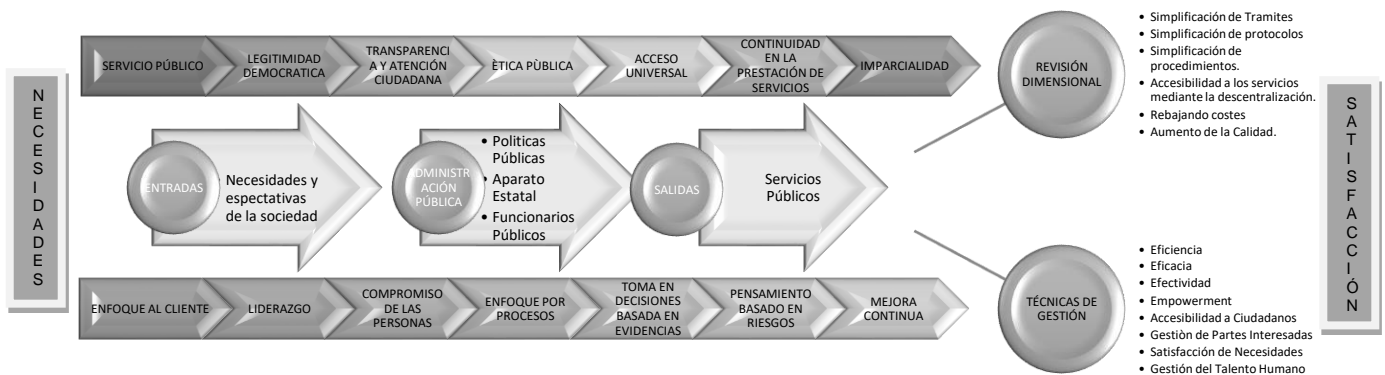 NECESIDADES
SERVICIO PÚBLICO
LEGITIMIDAD
DEMOCRATICA
TRANSPARENCI
A Y ATENCIÓN
CIUDADANA
ÈTICA PÙBLICA
ACCESO
UNIVERSAL
CONTINUIDAD
EN LA
PRESTACIÓN DE
SERVICIOS
IMPARCIALIDAD
ENTRADAS
• Necesidades y
espectativas
de la sociedad
ADMINISTR
ACIÓN
PÚBLICA
• Politicas
Públicas
• Aparato
Estatal
• Funcionarios
Públicos
SALIDAS
Servicios
Públicos
ENFOQUE AL CLIENTE
LIDERAZGO
COMPROMISO
DE LAS
PERSONAS
ENFOQUE POR
PROCESOS
TOMA EN
DECISIONES
BASADA EN
EVIDENCIAS
PENSAMIENTO
BASADO EN
RIESGOS
MEJORA
CONTINUA
REVISIÓN
DIMENSIONAL
• Simplificación de Tramites
• Simplificación de protocolos
• Simplificación de
procedimientos.
• Accesibilidad a los servicios
mediante la descentralización.
• Rebajando costes
• Aumento de la Calidad.
TÉCNICAS DE
GESTIÓN
• Eficiencia
• Eficacia
• Efectividad
• Empowerment
• Accesibilidad a Ciudadanos
• Gestiòn de Partes Interesadas
• Satisfacción de Necesidades
• Gestión del Talento Humano
SATISFACCIÓN